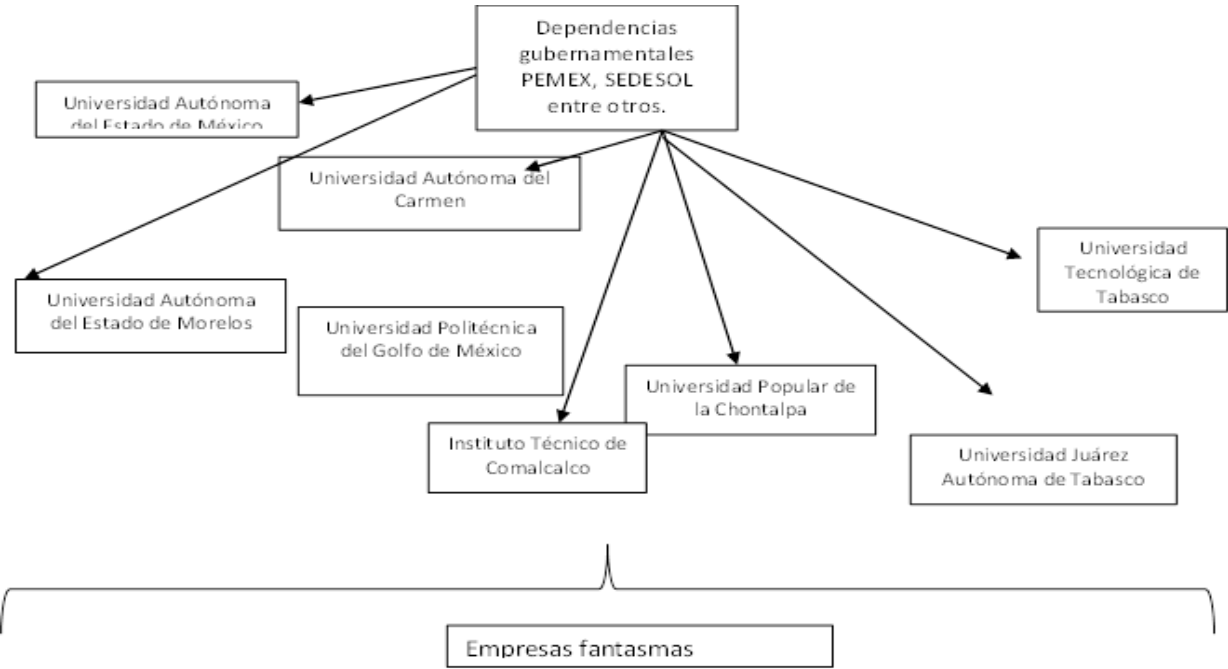 Dependencias
gubernamentales
PEMEX, SEDESOL
entre otros.
Universidad Autónoma
del Estado de México
Universidad Autónoma del
Carmen
Universidad
Tecnológica de
Tabasco
Universidad Autónoma
del Estado de Morelos
Universidad Politécnica
del Golfo de México
Universidad Popular de
la Chontalpa
Instituto Técnico de
Comalcalco
Universidad Juárez
Autónoma de Tabasco
Empresas fantasmas